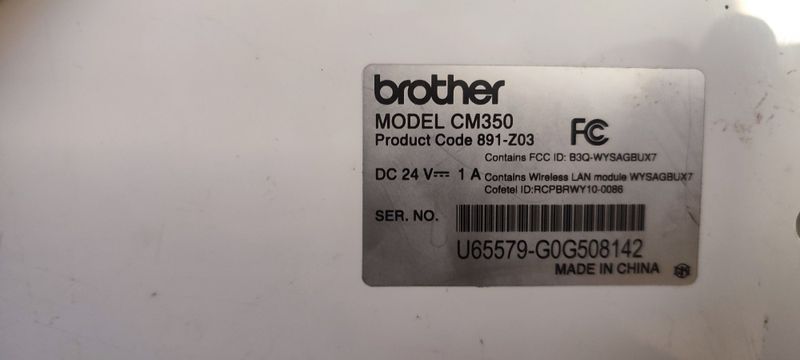 brother
MODEL CM350
Product Code 891-Z03
FC
Contains FCC ID: B3Q-WYSAGBUX7
DC 24 V⎓ 1 A Contains Wireless LAN module WYSAGBUX7
Cofetel ID:RCPBRWY10-0086
SER. NO.
U65579-G0G508142
MADE IN CHINA